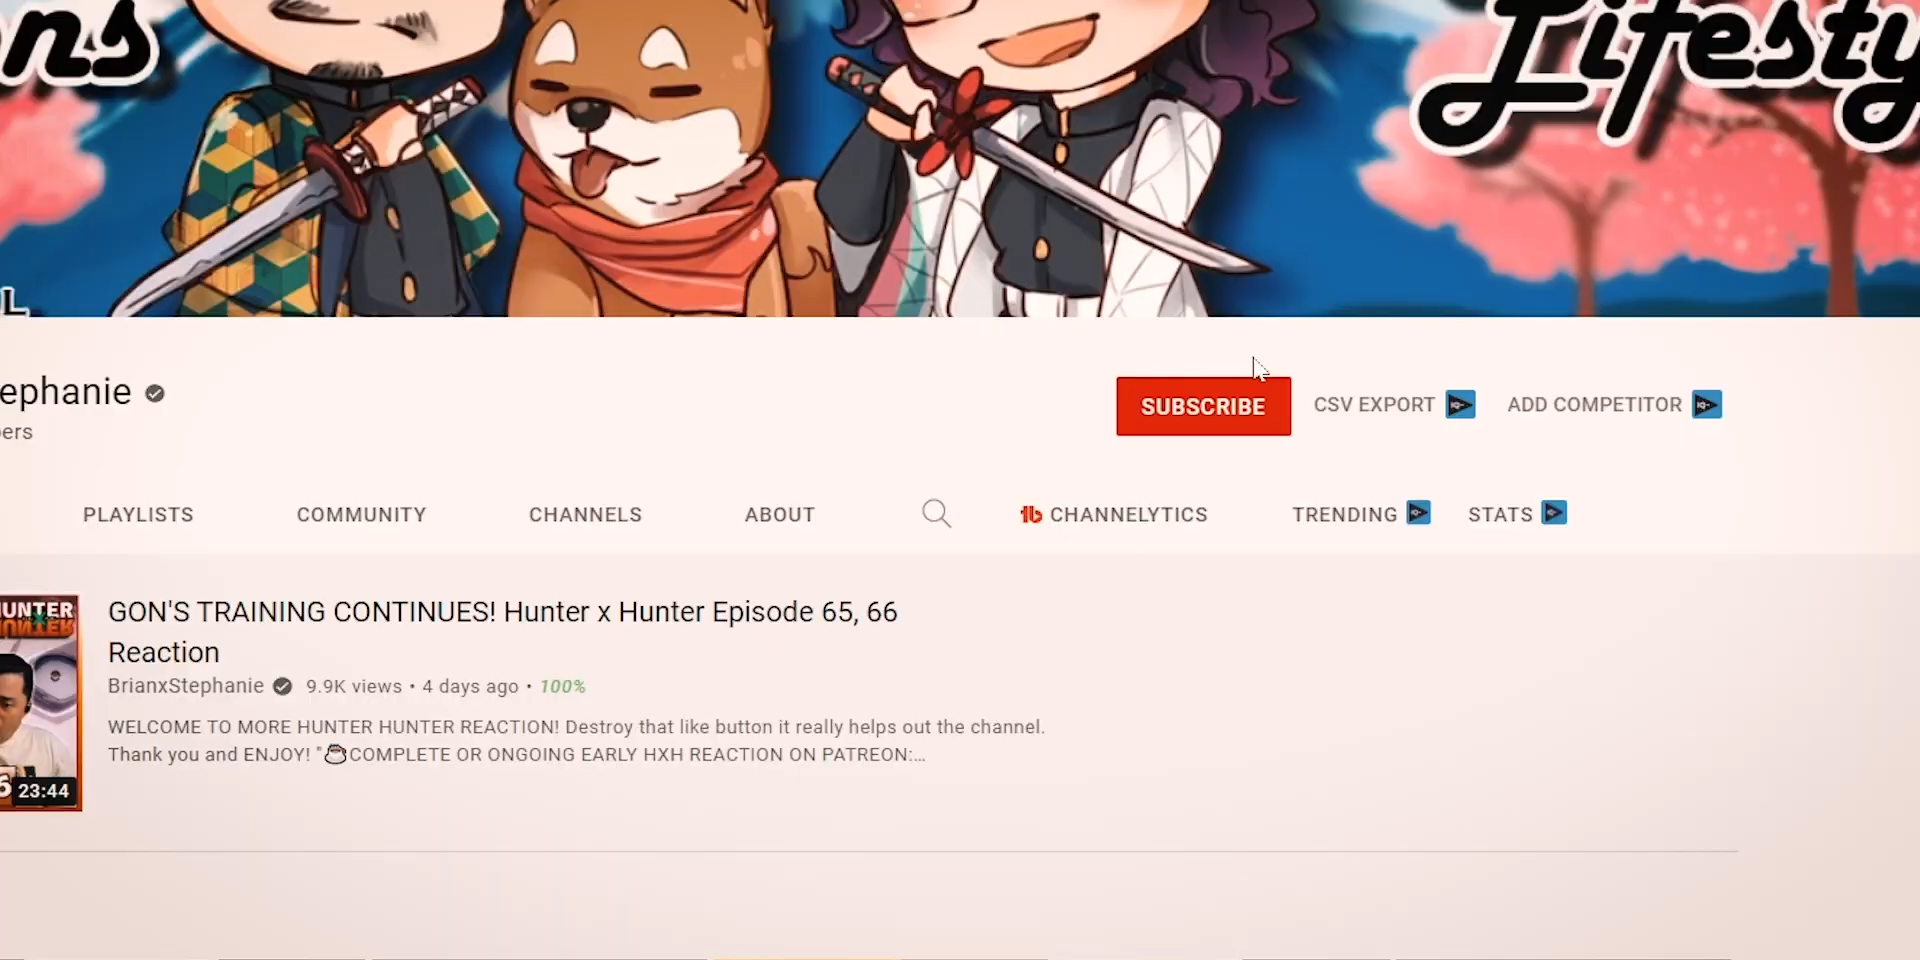 ns
Lifesty
L
ephanie
ers
SUBSCRIBE
CSV EXPORT
ADD COMPETITOR
PLAYLISTS
COMMUNITY
CHANNELS
ABOUT
CHANNELYTICS
TRENDING
STATS
HUNTER
HUNTER
6
23:44
GON'S TRAINING CONTINUES! Hunter x Hunter Episode 65, 66
Reaction
BrianxStephanie 9.9K views • 4 days ago • 100%
WELCOME TO MORE HUNTER HUNTER REACTION! Destroy that like button it really helps out the channel.
Thank you and ENJOY! "☃COMPLETE OR ONGOING EARLY HXH REACTION ON PATREON:...